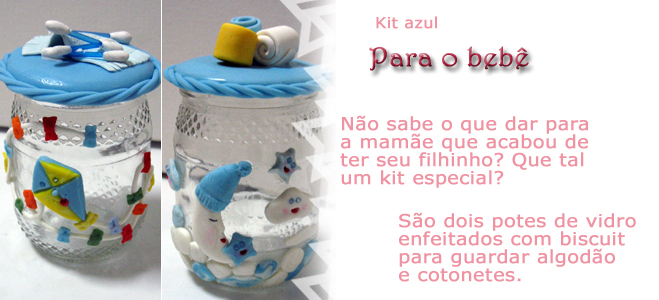 Kit azul
Para o bebê
Não sabe o que dar para
a mamãe que acabou de
ter seu filhinho? Que tal
um kit especial?
São dois potes de vidro
enfeitados com biscuit
para guardar algodão
e cotonetes.